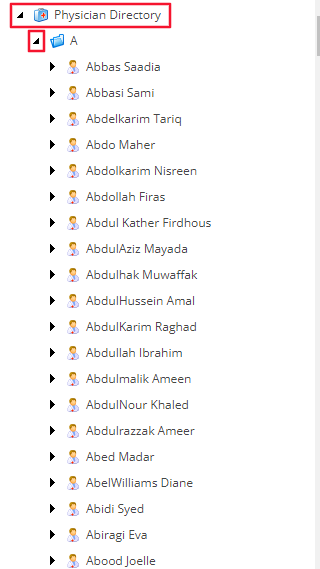 Physician Directory
A
Abbas Saadia
Abbasi Sami
Abdelkarim Tariq
Abdo Maher
Abdolkarim Nisreen
Abdollah Firas
Abdul Kather Firdhous
AbdulAziz Mayada
Abdulhak Muwaffak
AbdulHussein Amal
AbdulKarim Raghad
Abdullah Ibrahim
Abdulmalik Ameen
AbdulNour Khaled
Abdulrazzak Ameer
Abed Madar
AbelWilliams Diane
Abidi Syed
Abiragi Eva
Abood Joelle